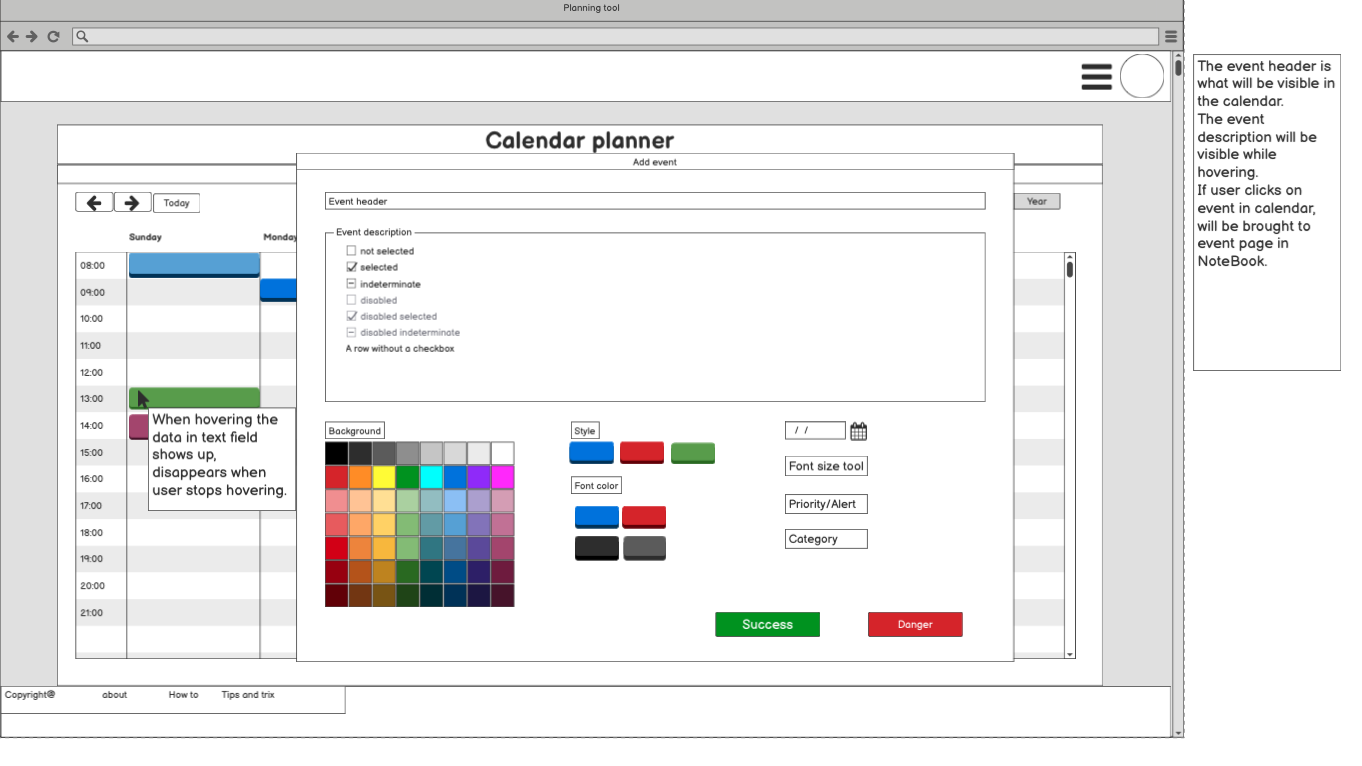 Planning tool
Calendar planner
Add event
Today
Year
Sunday
Monday
08:00
09:00
10:00
11:00
12:00
13:00
14:00
15:00
16:00
17:00
18:00
19:00
20:00
21:00
When hovering the
data in text field
shows up,
disappears when
user stops hovering.
Event header
Event description
not selected
selected
indeterminate
disabled
disabled selected
disabled indeterminate
A row without a checkbox
Background
Style
Font color
/ /
Font size tool
Priority/Alert
Category
Success
Danger
Copyright@ about How to Tips and trix
The event header is
what will be visible in
the calendar.
The event
description will be
visible while
hovering.
If user clicks on
event in calendar,
will be brought to
event page in
NoteBook.